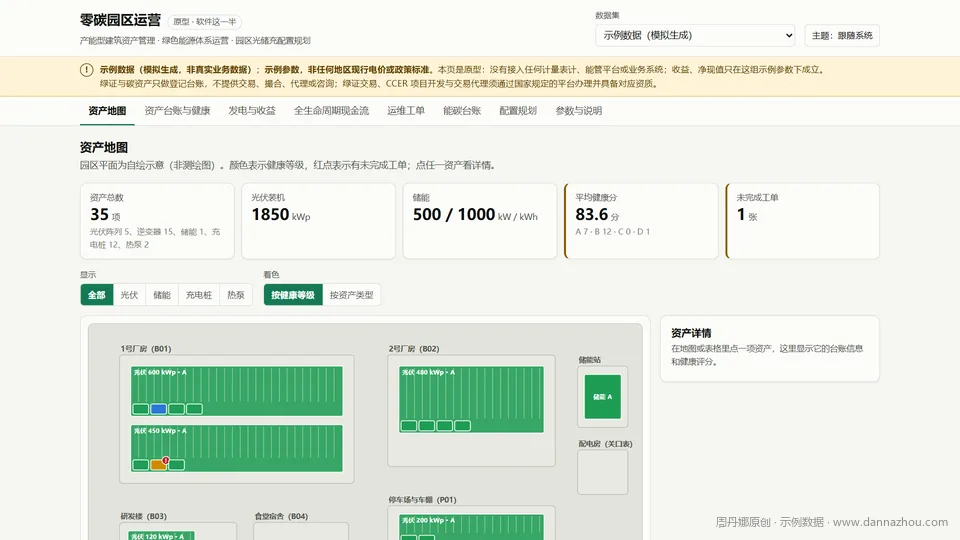 零碳园区运营
原型 · 软件这一半
产能型建筑资产管理 · 绿色能源体系运营 · 园区光储充配置规划
数据集
示例数据（模拟生成）
主题：跟随系统
示例数据（模拟生成，非真实业务数据）；示例参数，非任何地区现行电价或政策标准。本页是原型：没有接入任何计量表计、能管平台或业务系统；收益、净现值只在这组示例参数下成立。
绿证与碳资产只做登记台账，不提供交易、撮合、代理或咨询；绿证交易、CCER 项目开发与交易代理须通过国家规定的平台办理并具备对应资质。
资产地图 资产台账与健康 发电与收益 全生命周期现金流 运维工单 能碳台账 配置规划 参数与说明
资产地图
园区平面为自绘示意（非测绘图）。颜色表示健康等级，红点表示有未完成工单；点任一资产看详情。
资产总数
35 项
光伏阵列 5、逆变器 15、储能 1、充
电桩 12、热泵 2
光伏装机
1850 kWp
储能
500 / 1000 kW / kWh
平均健康分
83.6 分
A 7 · B 12 · C 0 · D 1
未完成工单
1 张
显示
全部 光伏 储能 充电桩 热泵
着色
按健康等级 按资产类型
1号厂房（B01）
光伏 600 kWp · A
光伏 450 kWp · A
2号厂房（B02）
光伏 480 kWp · A
储能站
储能 A
配电房（关口表）
研发楼（B03）
光伏 120 kWp · A
食堂宿舍（B04）
停车场与车棚（P01）
光伏 200 kWp · A
资产详情
在地图或表格里点一项资产，这里显示它的台账信息
和健康评分。
周丹娜原创 · 示例数据 · www.dannazhou.com